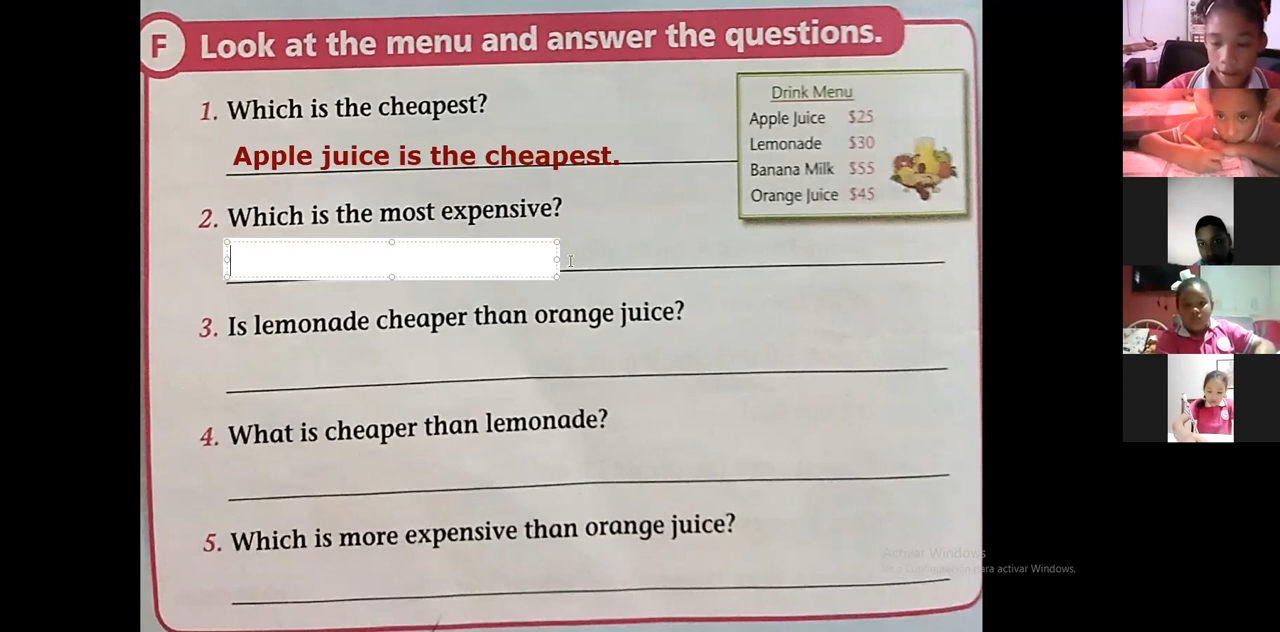 F Look at the menu and answer the questions.
1. Which is the cheapest?
Apple juice is the cheapest.
Drink Menu
Apple Juice $25
Lemonade $30
Banana Milk $55
Orange Juice $45
2. Which is the most expensive?
3. Is lemonade cheaper than orange juice?
4. What is cheaper than lemonade?
5. Which is more expensive than orange juice?
Activar Windows
Ve a Configuración para activar Windows.